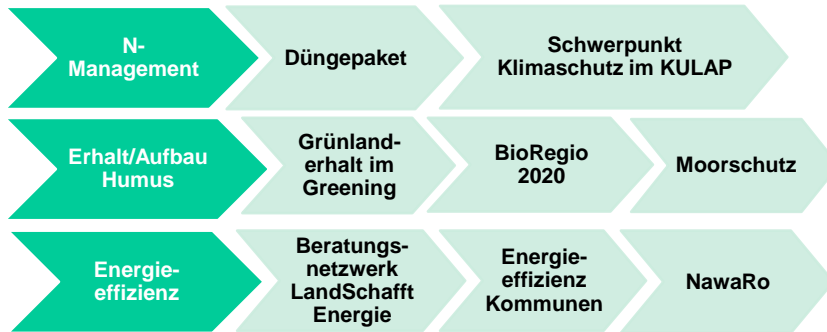 N-
Management
Düngepaket
Schwerpunkt
Klimaschutz im KULAP
Erhalt/Aufbau
Humus
Grünland-
erhalt im
Greening
BioRegio
2020
Moorschutz
Energie-
effizienz
Beratungs-
netzwerk
LandSchafft
Energie
Energie-
effizienz
Kommunen
NawaRo